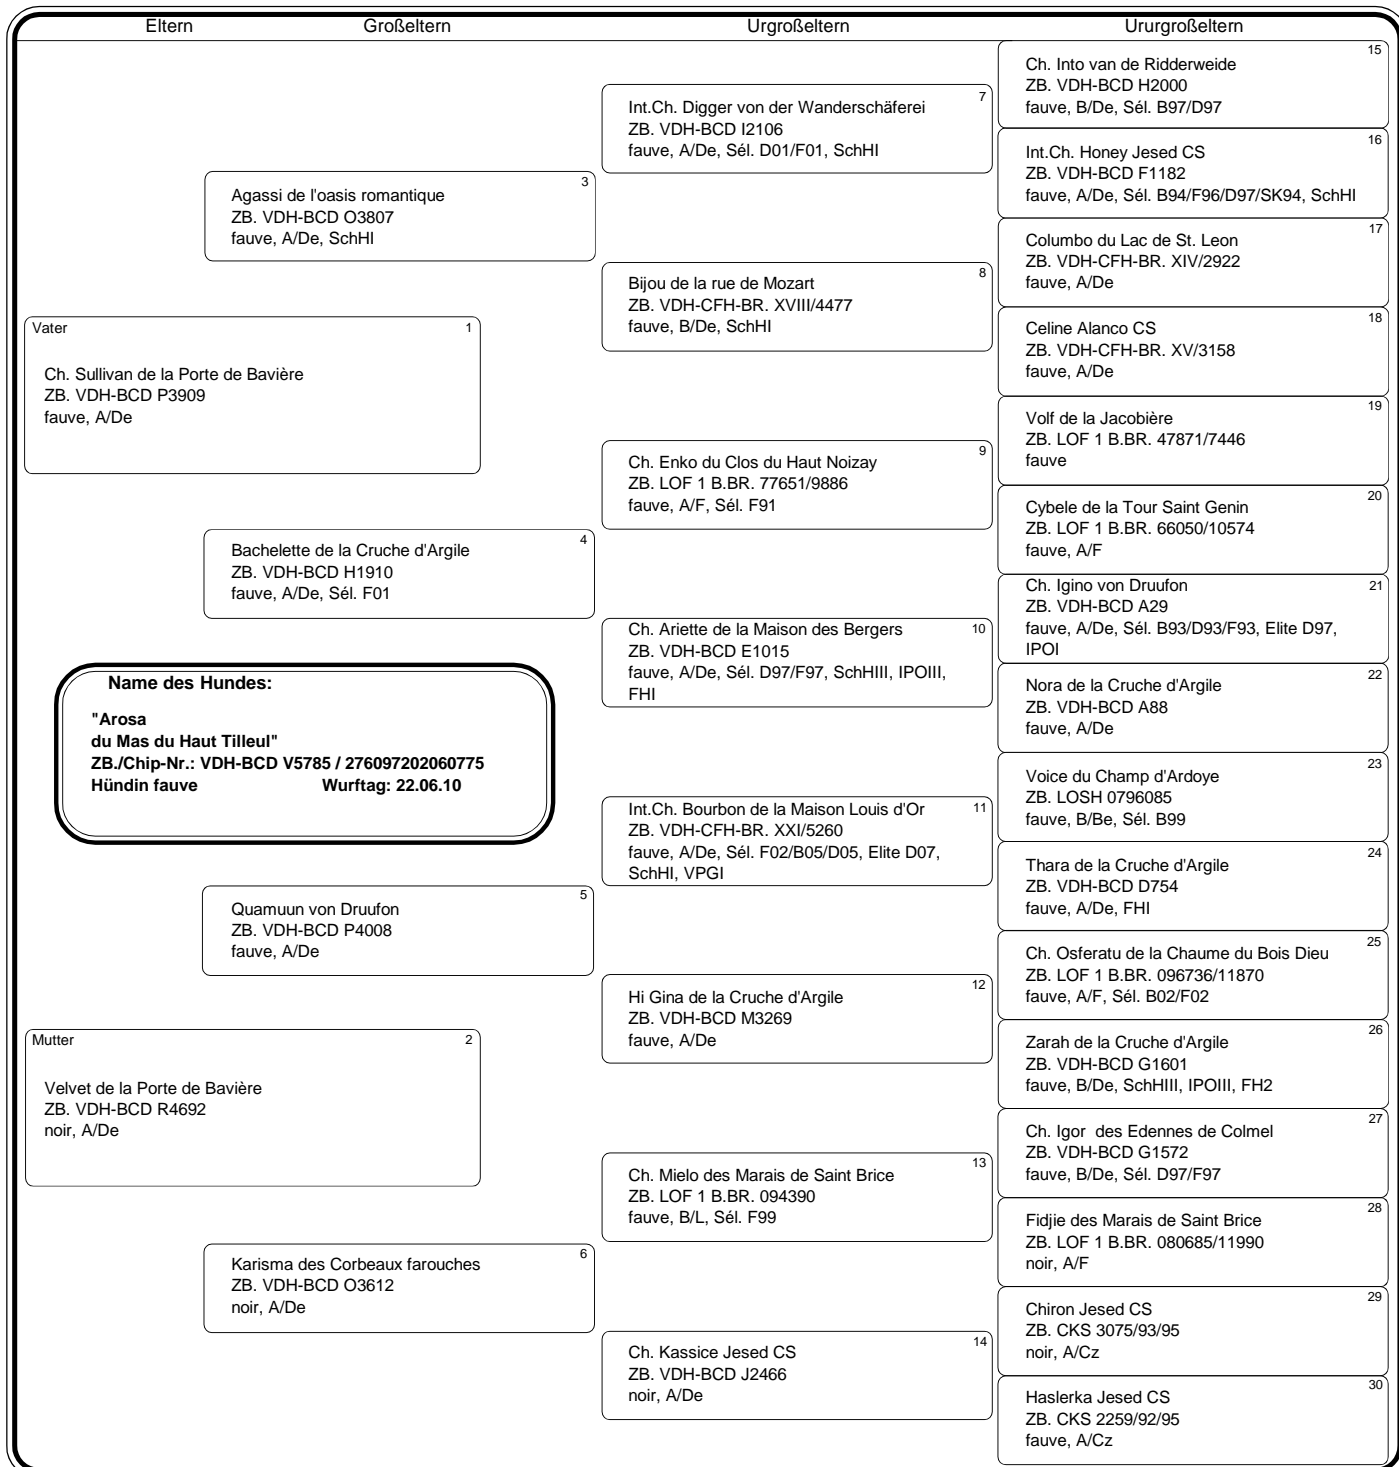 Eltern Großeltern Urgroßeltern Ururgroßeltern
Vater 1
Ch. Sullivan de la Porte de Bavière
ZB. VDH-BCD P3909
fauve, A/De
Mutter 2
Velvet de la Porte de Bavière
ZB. VDH-BCD R4692
noir, A/De
3
Agassi de l'oasis romantique
ZB. VDH-BCD O3807
fauve, A/De, SchHI
4
Bachelette de la Cruche d'Argile
ZB. VDH-BCD H1910
fauve, A/De, Sél. F01
Name des Hundes:
"Arosa
du Mas du Haut Tilleul"
ZB./Chip-Nr.: VDH-BCD V5785 / 276097202060775
Hündin fauve Wurftag: 22.06.10
5
Quamuun von Druufon
ZB. VDH-BCD P4008
fauve, A/De
6
Karisma des Corbeaux farouches
ZB. VDH-BCD O3612
noir, A/De
7
Int.Ch. Digger von der Wanderschäferei
ZB. VDH-BCD I2106
fauve, A/De, Sél. D01/F01, SchHI
8
Bijou de la rue de Mozart
ZB. VDH-CFH-BR. XVIII/4477
fauve, B/De, SchHI
9
Ch. Enko du Clos du Haut Noizay
ZB. LOF 1 B.BR. 77651/9886
fauve, A/F, Sél. F91
10
Ch. Ariette de la Maison des Bergers
ZB. VDH-BCD E1015
fauve, A/De, Sél. D97/F97, SchHIII, IPOIII,
FHI
11
Int.Ch. Bourbon de la Maison Louis d'Or
ZB. VDH-CFH-BR. XXI/5260
fauve, A/De, Sél. F02/B05/D05, Elite D07,
SchHI, VPGI
12
Hi Gina de la Cruche d'Argile
ZB. VDH-BCD M3269
fauve, A/De
13
Ch. Mielo des Marais de Saint Brice
ZB. LOF 1 B.BR. 094390
fauve, B/L, Sél. F99
14
Ch. Kassice Jesed CS
ZB. VDH-BCD J2466
noir, A/De
15
Ch. Into van de Ridderweide
ZB. VDH-BCD H2000
fauve, B/De, Sél. B97/D97
16
Int.Ch. Honey Jesed CS
ZB. VDH-BCD F1182
fauve, A/De, Sél. B94/F96/D97/SK94, SchHI
17
Columbo du Lac de St. Leon
ZB. VDH-CFH-BR. XIV/2922
fauve, A/De
18
Celine Alanco CS
ZB. VDH-CFH-BR. XV/3158
fauve, A/De
19
Volf de la Jacobière
ZB. LOF 1 B.BR. 47871/7446
fauve
20
Cybele de la Tour Saint Genin
ZB. LOF 1 B.BR. 66050/10574
fauve, A/F
21
Ch. Igino von Druufon
ZB. VDH-BCD A29
fauve, A/De, Sél. B93/D93/F93, Elite D97,
IPOI
22
Nora de la Cruche d'Argile
ZB. VDH-BCD A88
fauve, A/De
23
Voice du Champ d'Ardoye
ZB. LOSH 0796085
fauve, B/Be, Sél. B99
24
Thara de la Cruche d'Argile
ZB. VDH-BCD D754
fauve, A/De, FHI
25
Ch. Osferatu de la Chaume du Bois Dieu
ZB. LOF 1 B.BR. 096736/11870
fauve, A/F, Sél. B02/F02
26
Zarah de la Cruche d'Argile
ZB. VDH-BCD G1601
fauve, B/De, SchHIII, IPOIII, FH2
27
Ch. Igor des Edennes de Colmel
ZB. VDH-BCD G1572
fauve, B/De, Sél. D97/F97
28
Fidjie des Marais de Saint Brice
ZB. LOF 1 B.BR. 080685/11990
noir, A/F
29
Chiron Jesed CS
ZB. CKS 3075/93/95
noir, A/Cz
30
Haslerka Jesed CS
ZB. CKS 2259/92/95
fauve, A/Cz